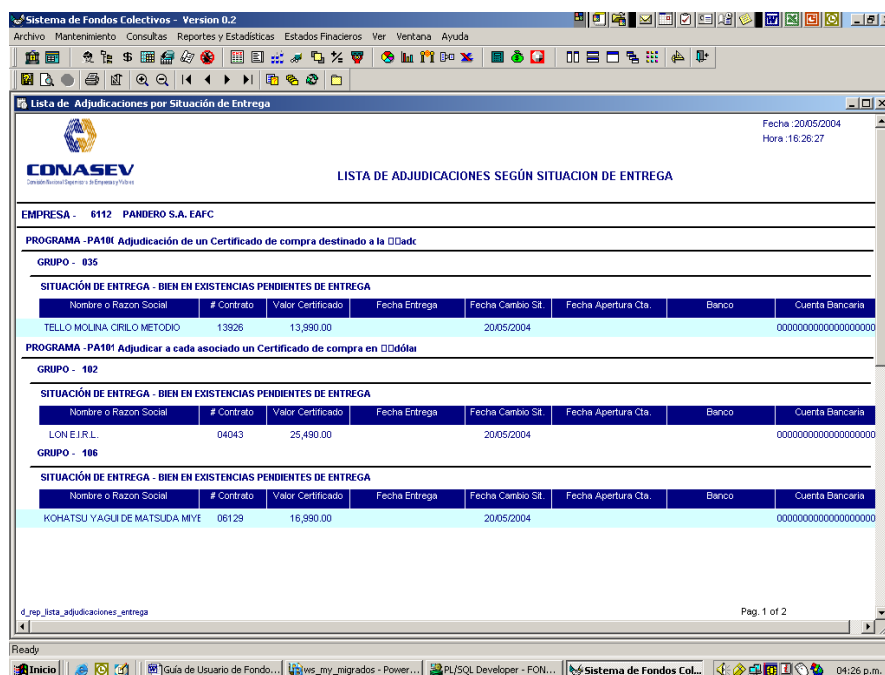 Sistema de Fondos Colectivos - Version 0.2
Archivo Mantenimiento Consultas Reportes y Estadísticas Estados Finacieros Ver Ventana Ayuda
Lista de Adjudicaciones por Situación de Entrega
Fecha :20/05/2004
Hora :16:26:27
CONASEV
LISTA DE ADJUDICACIONES SEGÚN SITUACION DE ENTREGA
EMPRESA - 6112 PANDERO S.A. EAFC
PROGRAMA -PA10( Adjudicación de un Certificado de compra destinado a la □□adc
GRUPO - 035
SITUACIÓN DE ENTREGA - BIEN EN EXISTENCIAS PENDIENTES DE ENTREGA
Nombre o Razon Social # Contrato Valor Certificado Fecha Entrega Fecha Cambio Sit. Fecha Apertura Cta. Banco Cuenta Bancaria
TELLO MOLINA CIRILO METODIO 13926 13,990.00 20/05/2004 00000000000000000000
PROGRAMA -PA101 Adjudicar a cada asociado un Certificado de compra en □□dólar
GRUPO - 102
SITUACIÓN DE ENTREGA - BIEN EN EXISTENCIAS PENDIENTES DE ENTREGA
Nombre o Razon Social # Contrato Valor Certificado Fecha Entrega Fecha Cambio Sit. Fecha Apertura Cta. Banco Cuenta Bancaria
LON E.I.R.L. 04043 25,490.00 20/05/2004 00000000000000000000
GRUPO - 106
SITUACIÓN DE ENTREGA - BIEN EN EXISTENCIAS PENDIENTES DE ENTREGA
Nombre o Razon Social # Contrato Valor Certificado Fecha Entrega Fecha Cambio Sit. Fecha Apertura Cta. Banco Cuenta Bancaria
KOHATSU YAGUI DE MATSUDA MIYE 06129 16,990.00 20/05/2004 00000000000000000000
d_rep_lista_adjudicaciones_entrega Pag. 1 of 2
Ready
Inicio Guía de Usuario de Fondo... ws_my_migrados - Power... PL/SQL Developer - FON... Sistema de Fondos Col... 04:26 p.m.